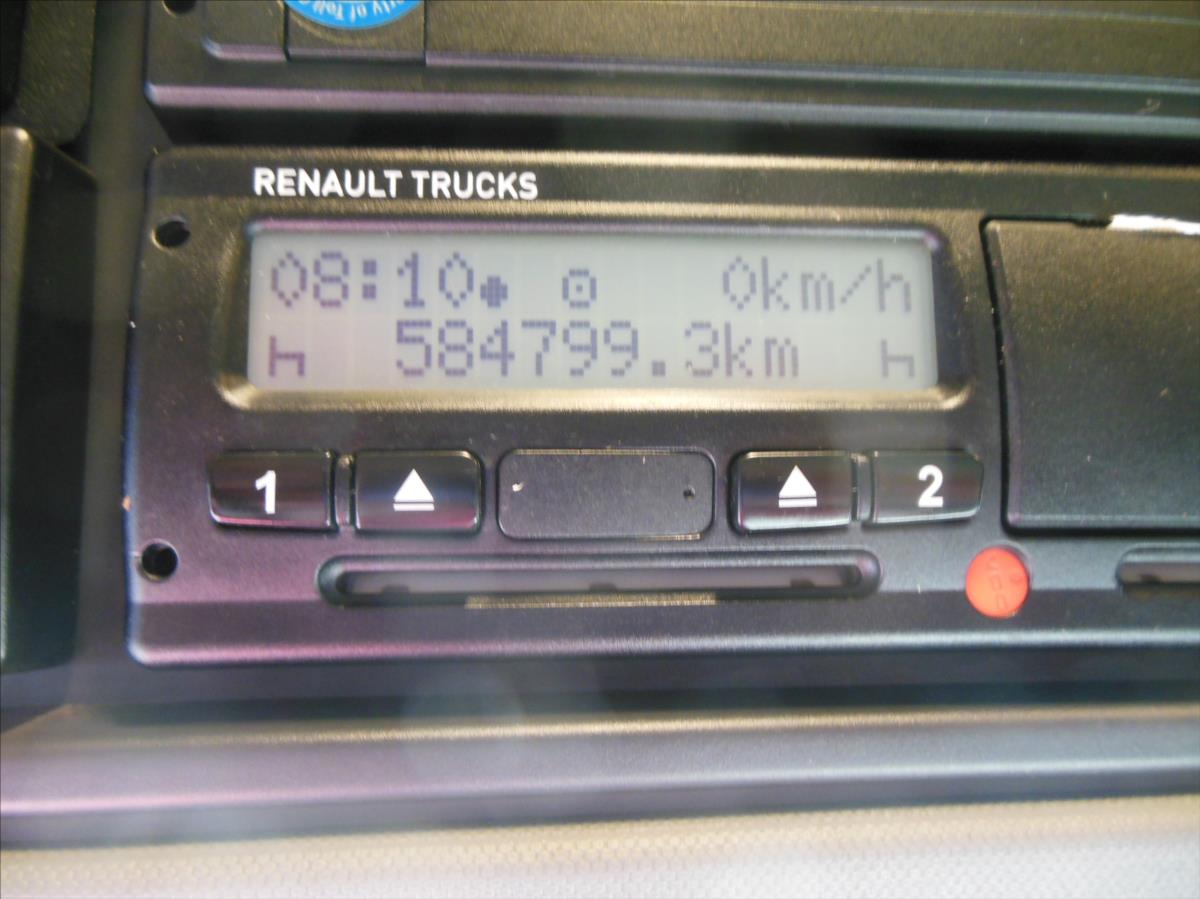 RENAULT TRUCKS
08:10 0km/h
584799.3km
1 2